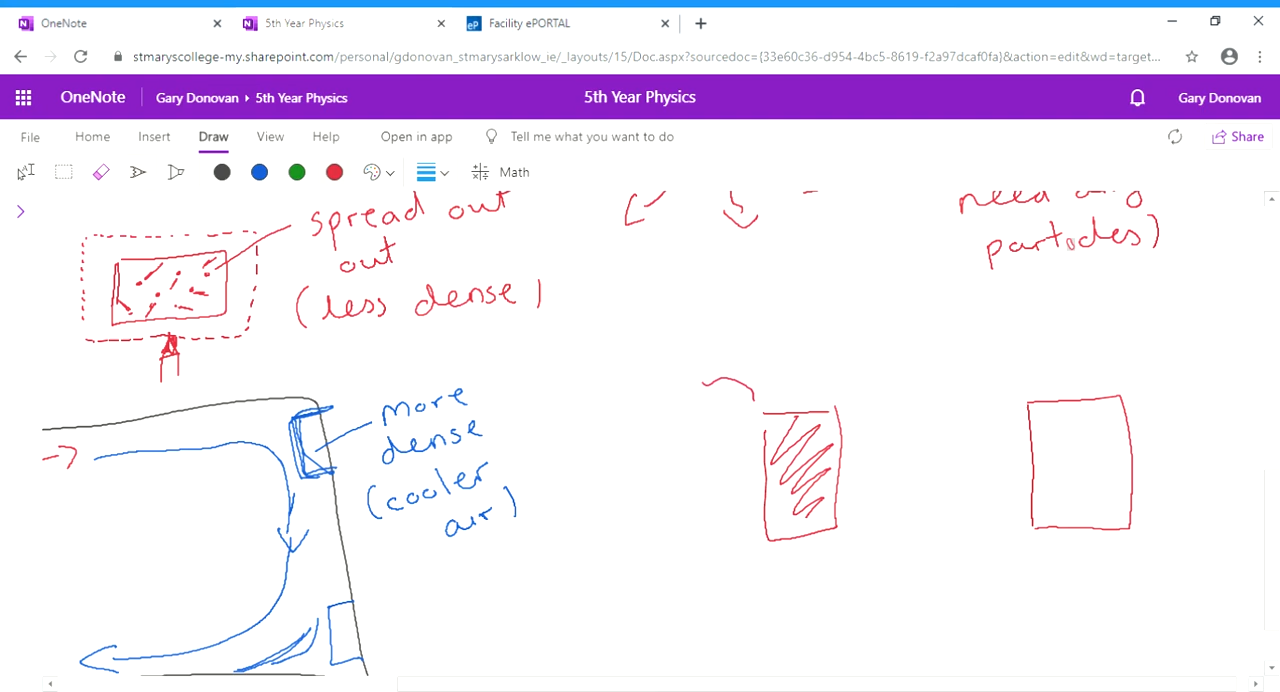 OneNote
5th Year Physics
Facility ePORTAL
stmaryscollege-my.sharepoint.com/personal/gdonovan_stmarysarklow_ie/_layouts/15/Doc.aspx?sourcedoc={33e60c36-d954-4bc5-8619-f2a97dcaf0fa}&action=edit&wd=target...
OneNote
Gary Donovan › 5th Year Physics
5th Year Physics
Gary Donovan
File Home Insert Draw View Help Open in app Tell me what you want to do
Share
Math
spread out
out
(less dense)
need any
particles)
more
dense
(cooler
air)